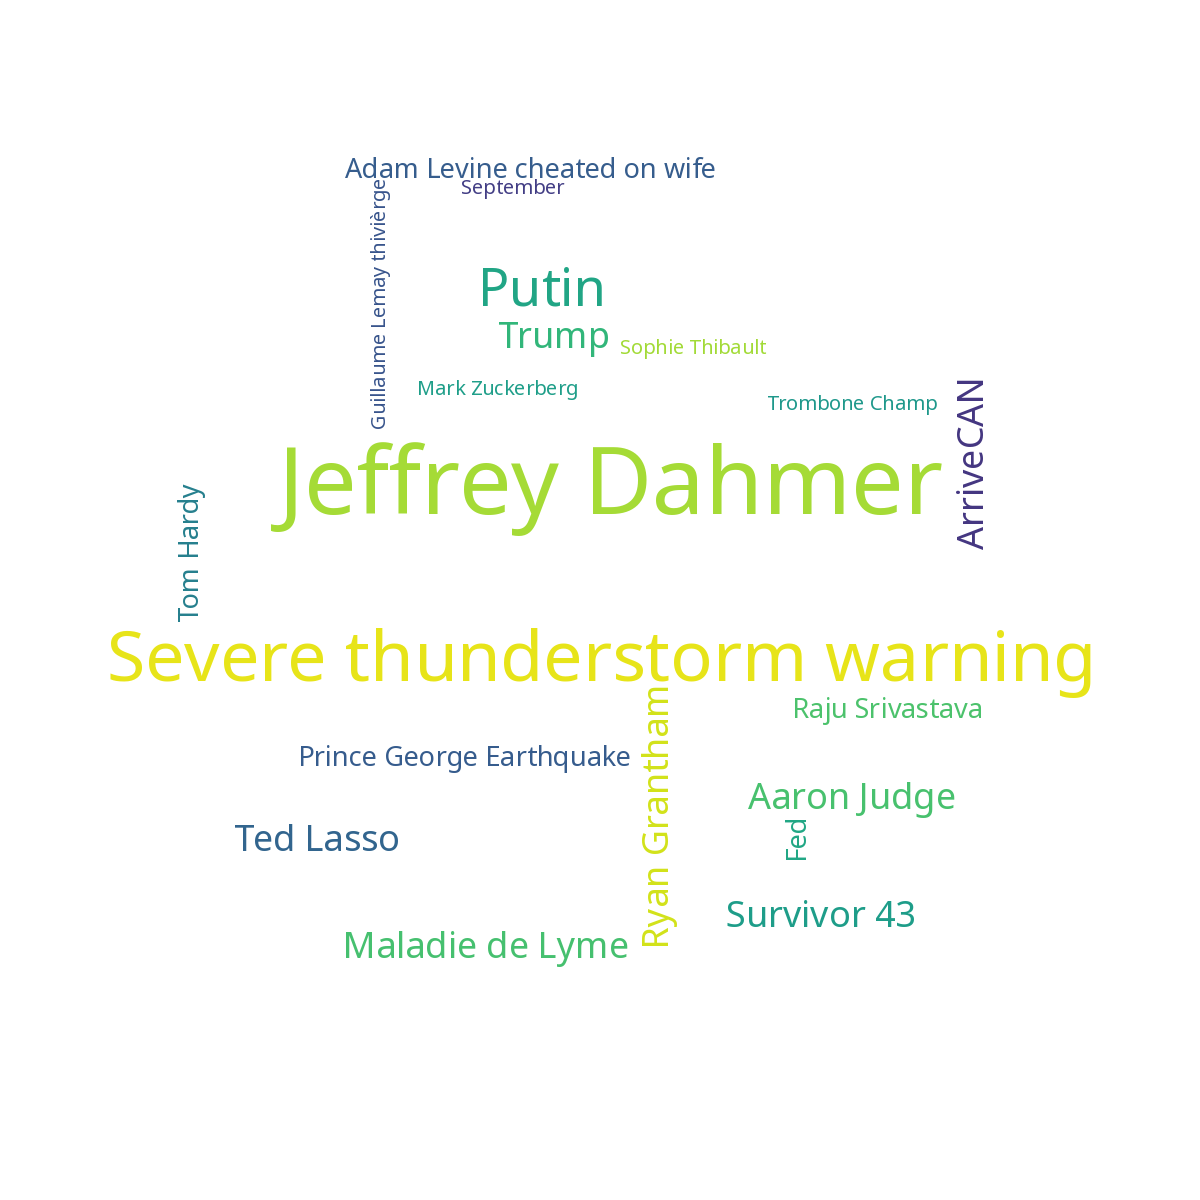 Adam Levine cheated on wife
September
Guillaume Lemay thivièrge
Putin
Trump
Sophie Thibault
Mark Zuckerberg
Trombone Champ
ArriveCAN
Jeffrey Dahmer
Tom Hardy
Severe thunderstorm warning
Raju Srivastava
Ryan Grantham
Prince George Earthquake
Aaron Judge
Ted Lasso
Fed
Survivor 43
Maladie de Lyme